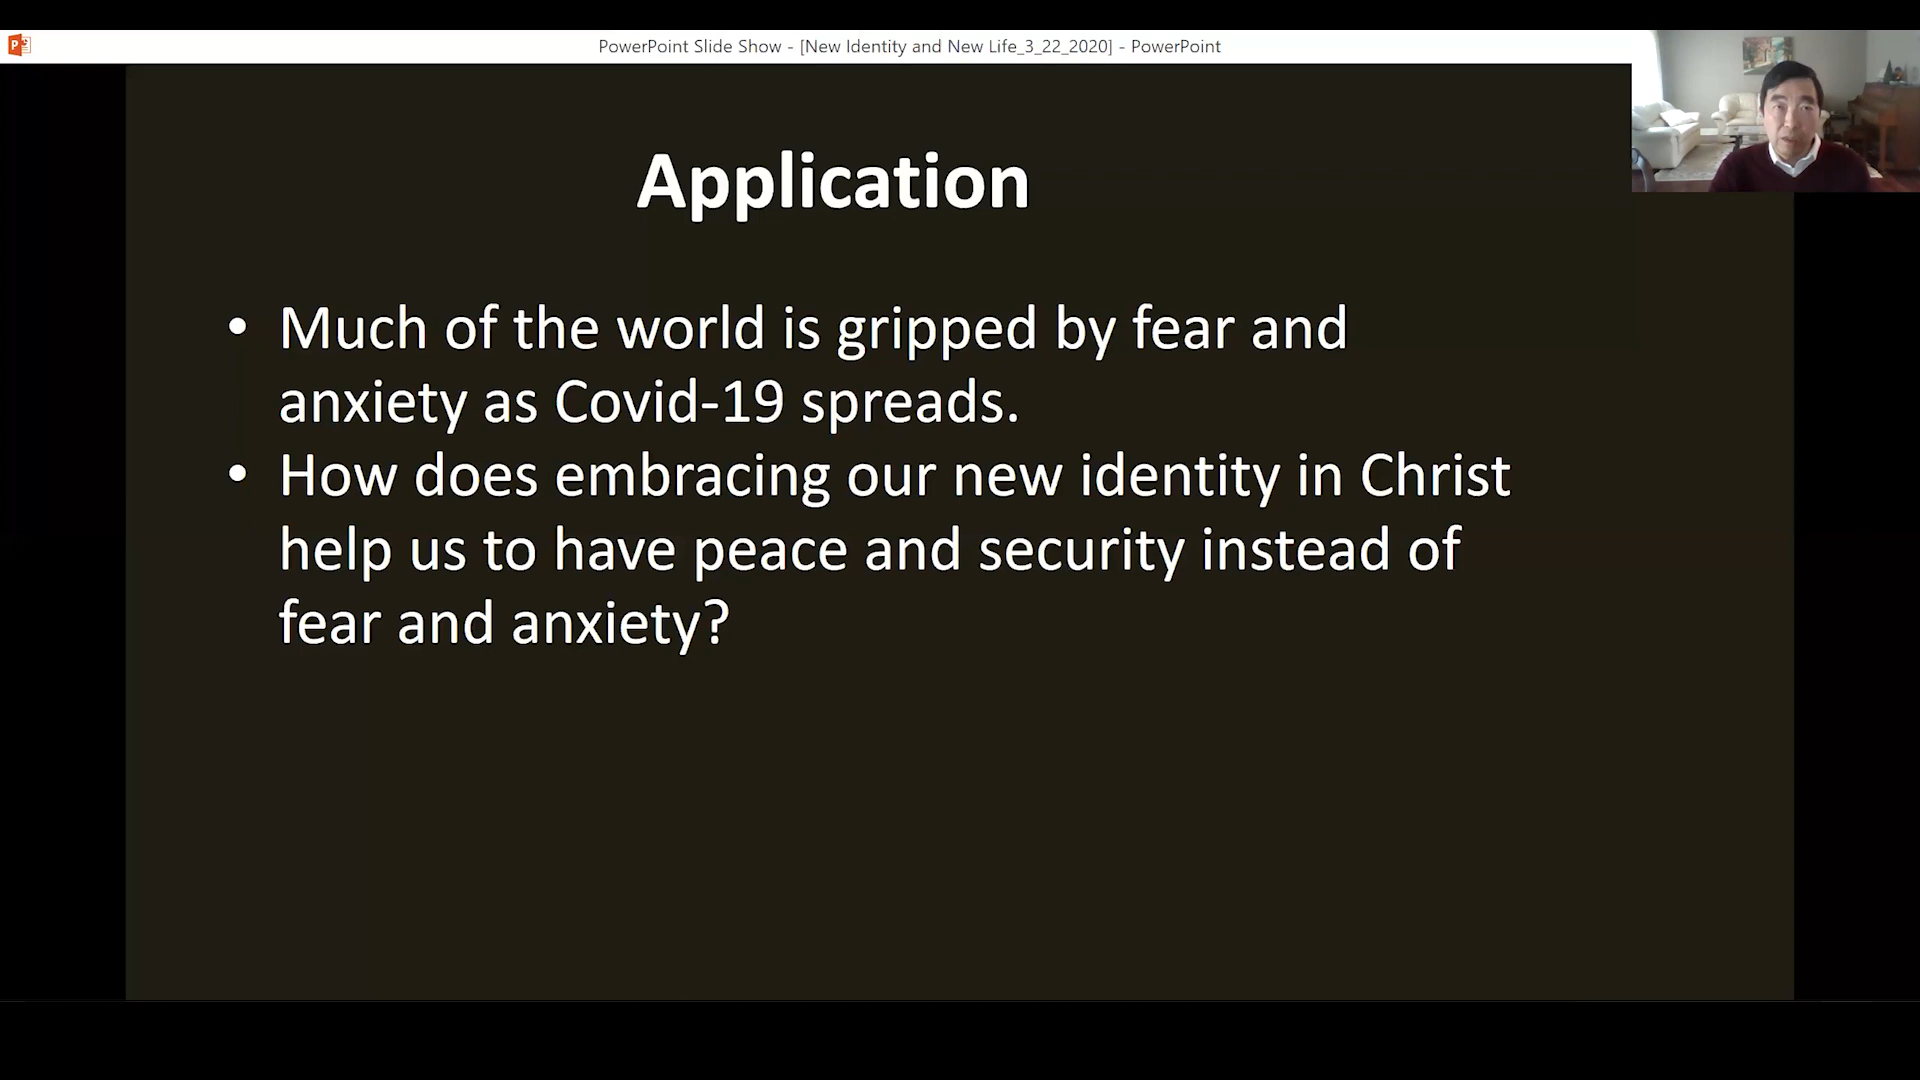 PowerPoint Slide Show - [New Identity and New Life_3_22_2020] - PowerPoint
Application
• Much of the world is gripped by fear and
anxiety as Covid-19 spreads.
• How does embracing our new identity in Christ
help us to have peace and security instead of
fear and anxiety?